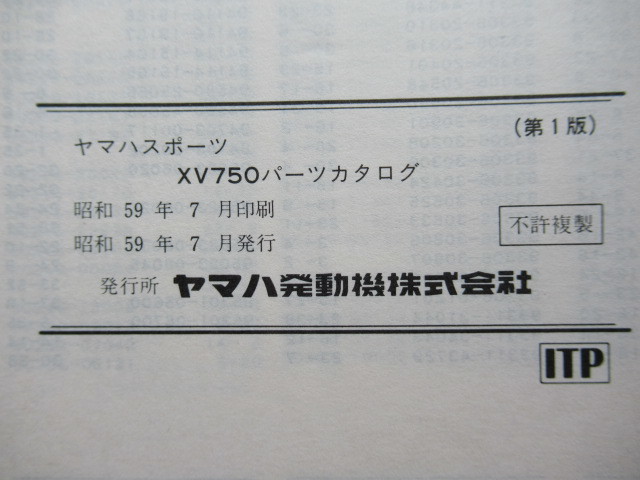 (第1版)
ヤマハスポーツ
XV750パーツカタログ
昭和 59 年 7 月印刷
昭和 59 年 7 月発行
不許複製
発行所 ヤマハ発動機株式会社
ITP